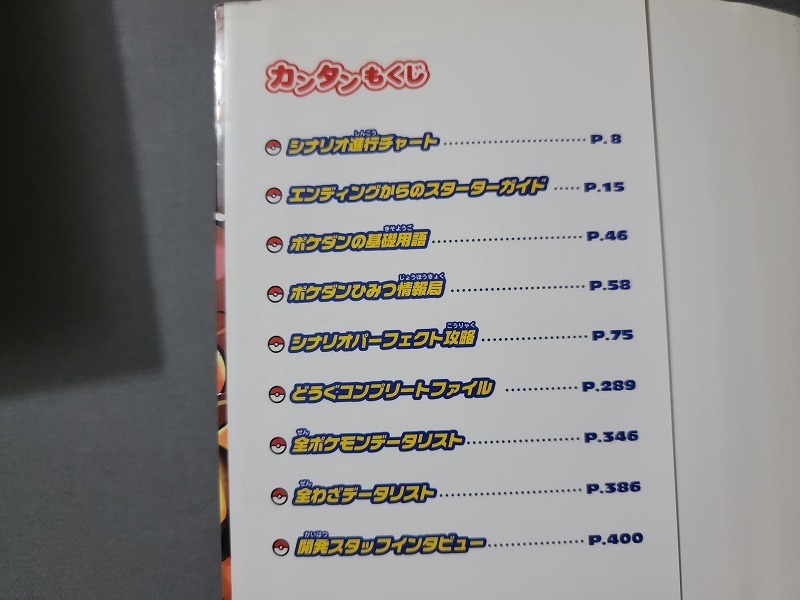 カンタンもくじ
シナリオ進行チャート P.8
エンディングからのスターターガイド P.15
ポケダンの基礎用語 P.46
ポケダンひみつ情報局 P.58
シナリオパーフェクト攻略 P.75
どうぐコンプリートファイル P.289
全ポケモンデータリスト P.346
全わざデータリスト P.386
開発スタッフインタビュー P.400